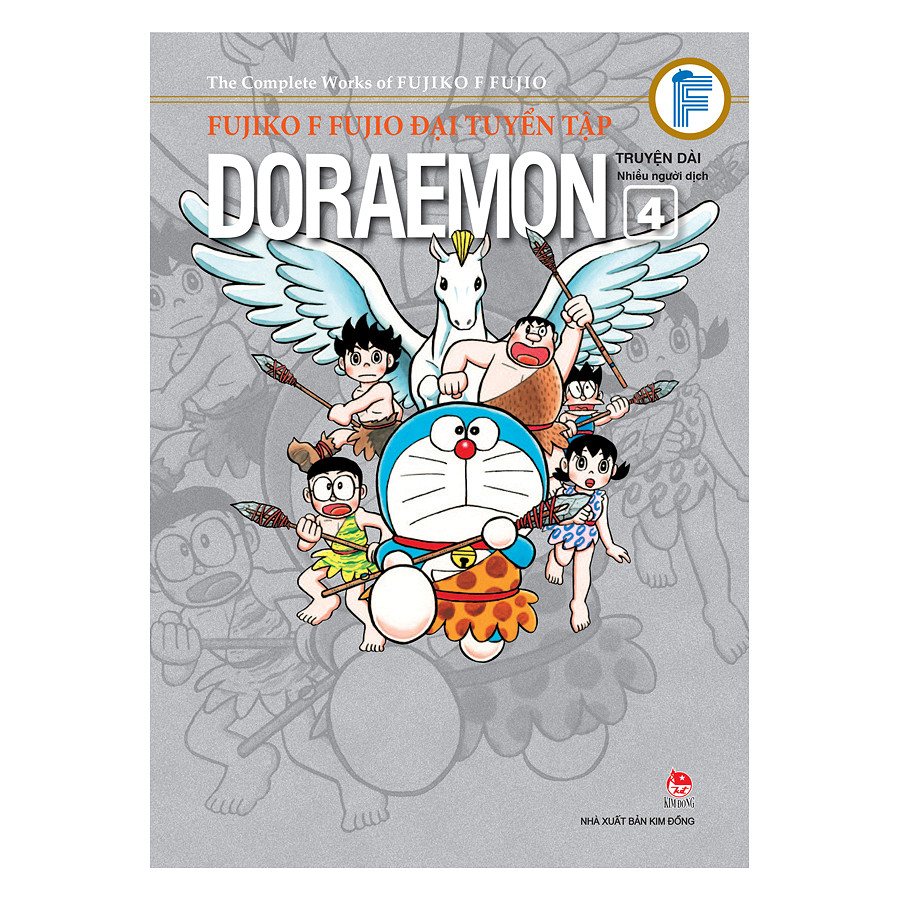 The Complete Works of FUJIKO F FUJIO
FUJIKO F FUJIO ĐẠI TUYỂN TẬP
DORAEMON
TRUYỆN DÀI
Nhiều người dịch
4
F
KIM ĐỒNG
NHÀ XUẤT BẢN KIM ĐỒNG